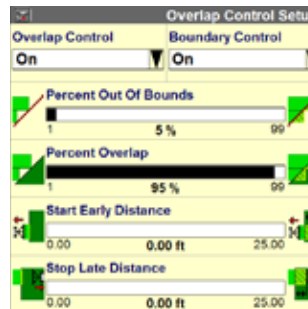 Overlap Control Setu
Overlap Control Boundary Control
On On
Percent Out Of Bounds
1 5 % 99
Percent Overlap
1 95 % 99
Start Early Distance
0.00 0.00 ft 25.00
Stop Late Distance
0.00 0.00 ft 25.00